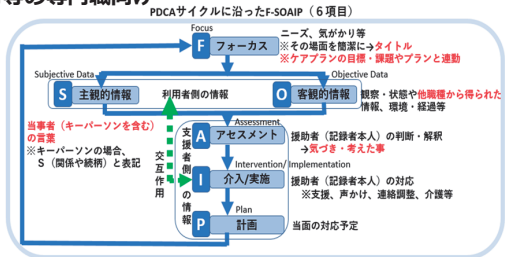 PDCAサイクルに沿ったF-SOAIP（6項目）
Focus
F フォーカス
ニーズ、気がかり等
※その場面を簡潔に→タイトル
※ケアプランの目標・課題やプランと連動
Subjective Data
Objective Data
S 主観的情報
利用者側の情報
O 客観的情報
観察・状態や他職種から得られた
情報、環境・経過等
当事者（キーパーソンを含む）
の言葉
※キーパーソンの場合、
S（関係や続柄）と表記
交互作用
支援者側の情報
Assessment
A アセスメント
援助者（記録者本人）の判断・解釈
→気づき・考えた事
Intervention/ Implementation
I 介入/実施
援助者（記録者本人）の対応
※支援、声かけ、連絡調整、介護等
Plan
P 計画
当面の対応予定